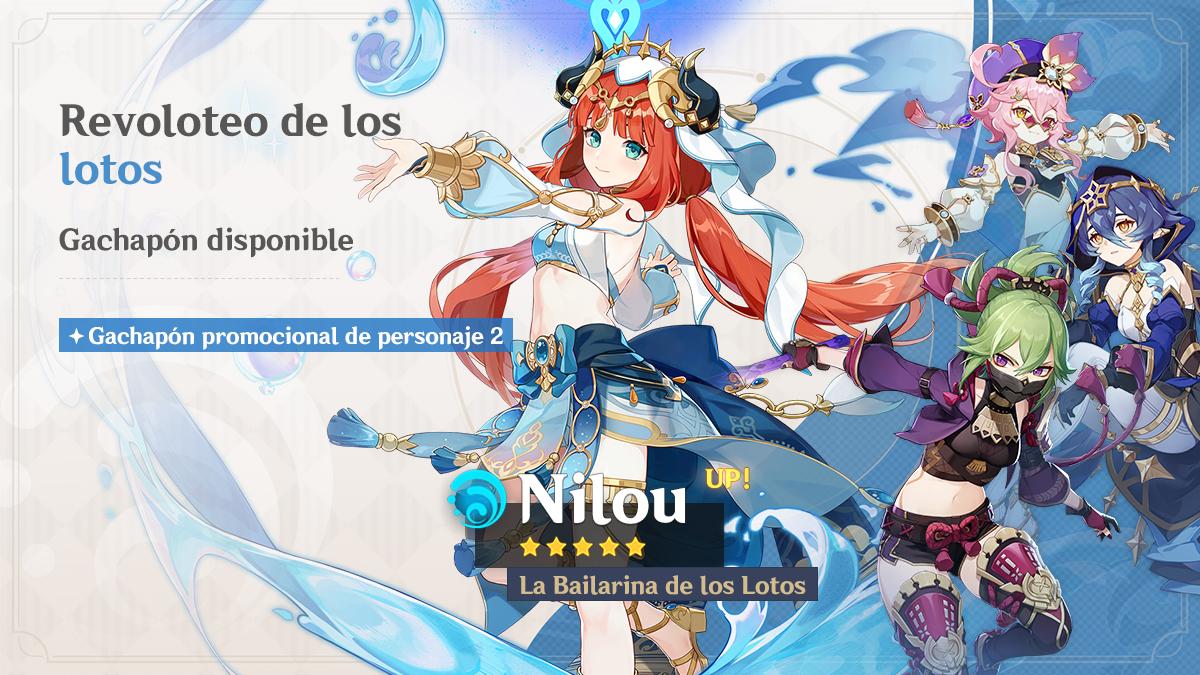 Revoloteo de los
lotos
Gachapón disponible
Gachapón promocional de personaje 2
Nilou
UP!
La Bailarina de los Lotos